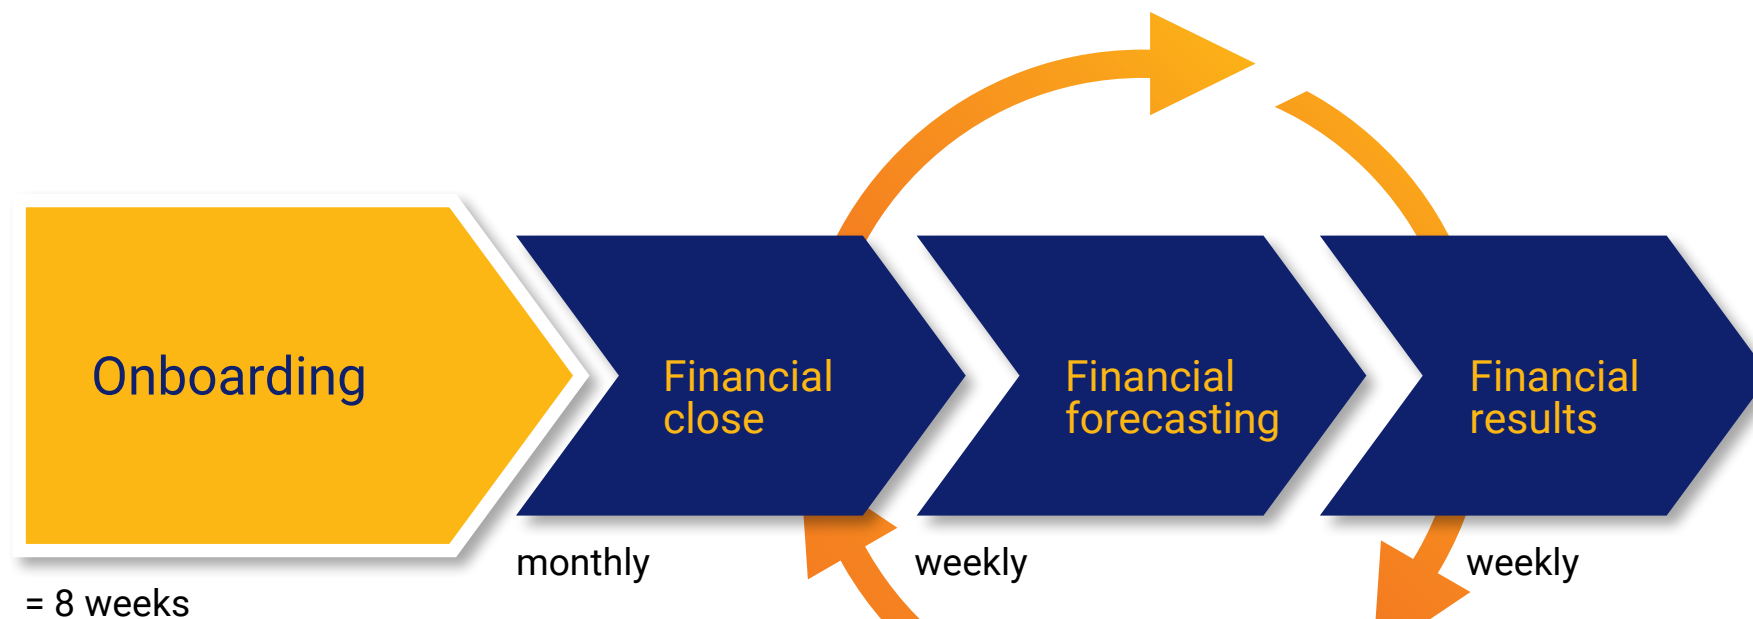 Onboarding
Financial
close
Financial
forecasting
Financial
results
monthly
weekly
weekly
= 8 weeks